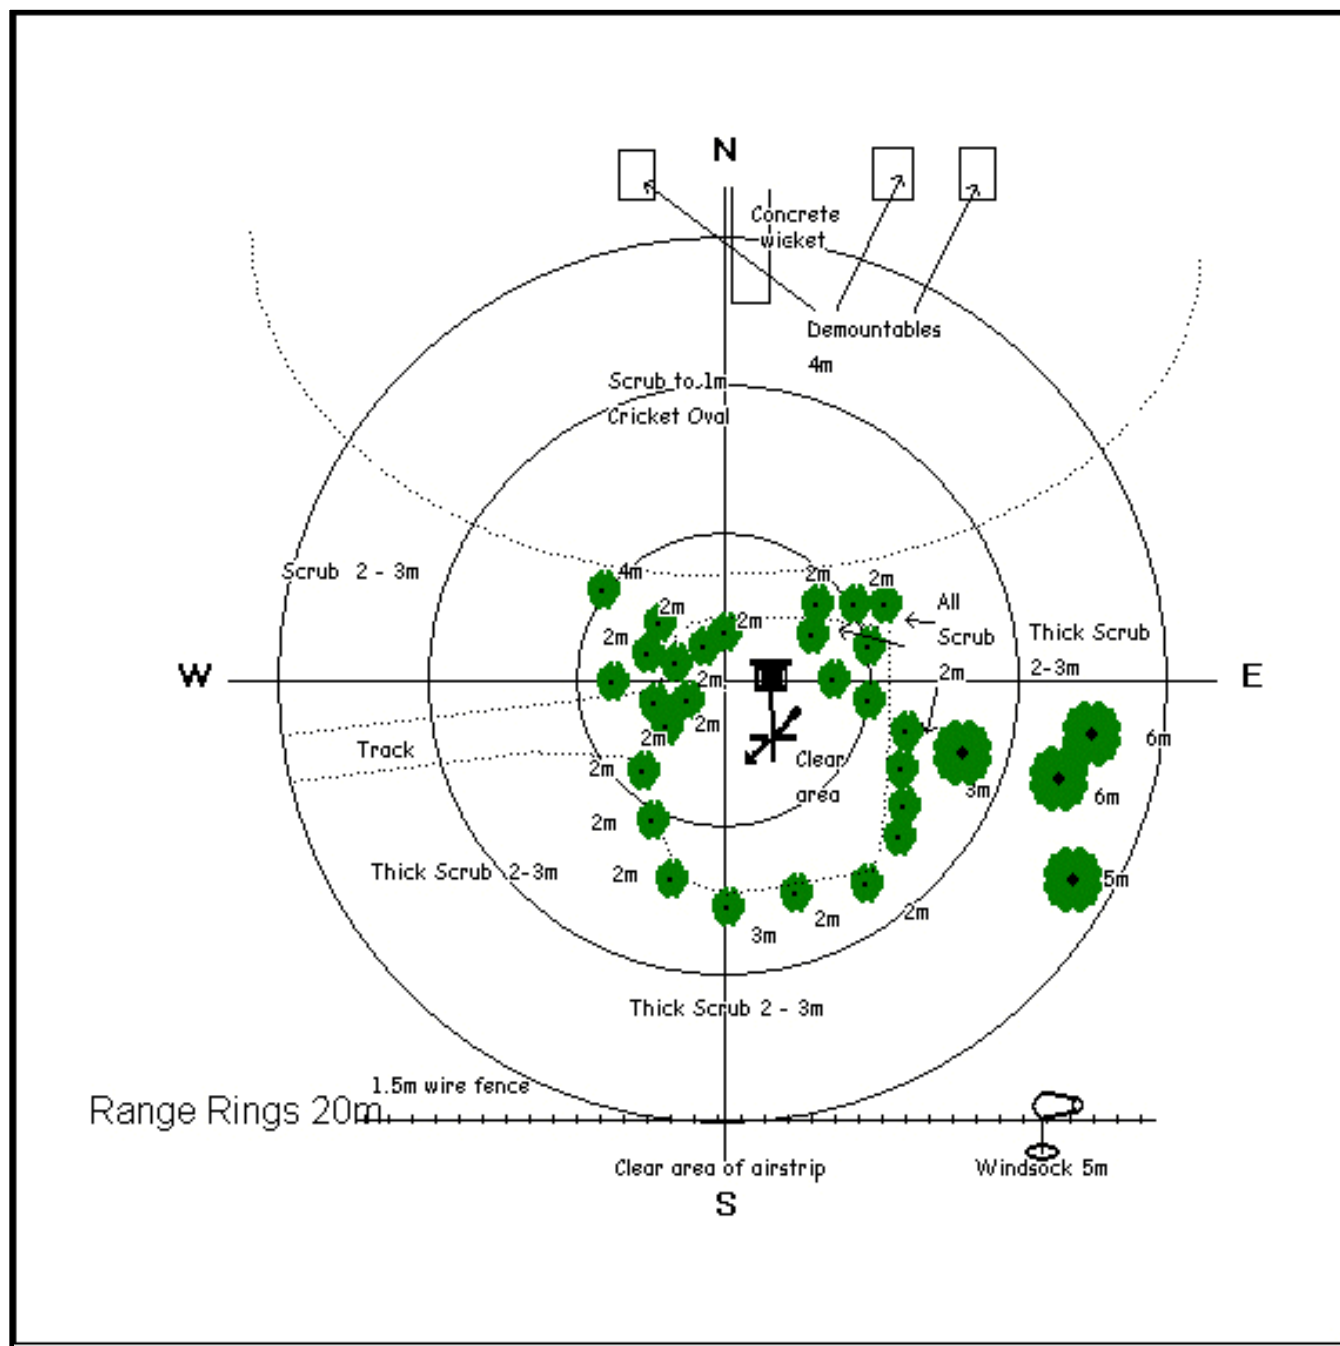 N
Concrete
wicket
Demountables
4m
Scrub to 1m
Cricket Oval
Scrub 2 - 3m
4m
2m
2m
2m
2m
2m
All
Scrub
2m
Thick Scrub
2-3m
2m
W
E
2m
2m
2m
Track
2m
Clear
area
3m
6m
6m
2m
Thick Scrub 2-3m
2m
5m
3m
2m
2m
Thick Scrub 2 - 3m
1.5m wire fence
Range Rings 20m
Clear area of airstrip
Windsock 5m
S